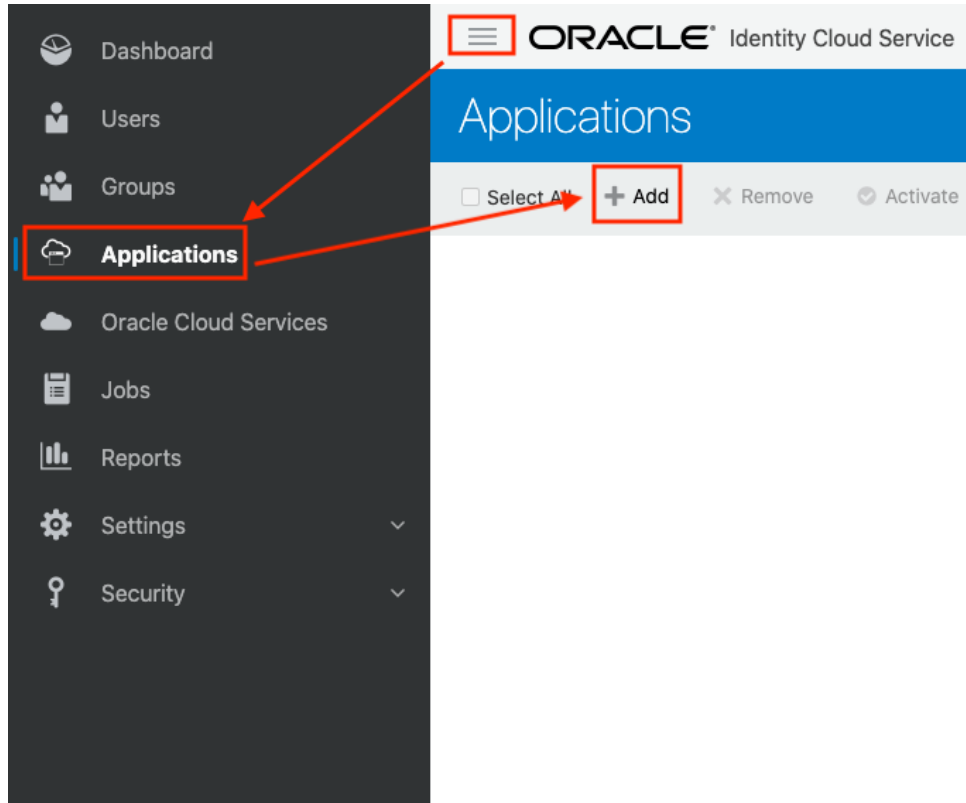 Dashboard
Users
Groups
Applications
Oracle Cloud Services
Jobs
Reports
Settings
Security
ORACLE® Identity Cloud Service
Applications
Select All + Add Remove Activate